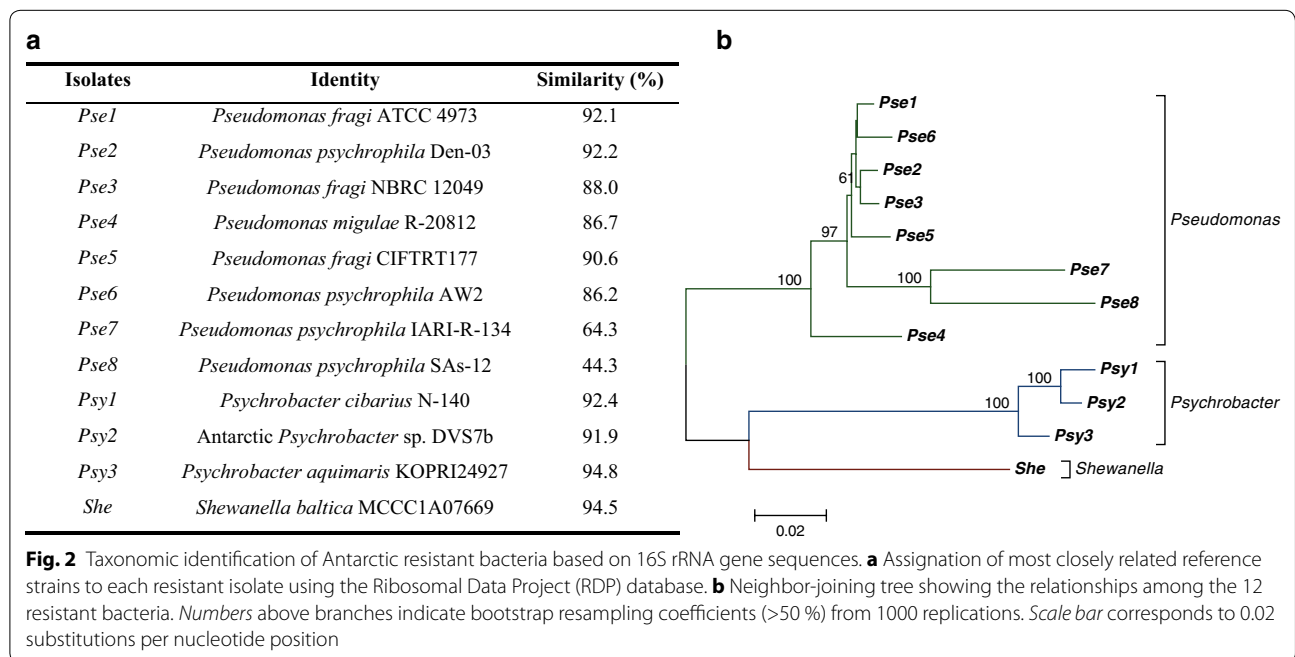 a
Isolates Identity Similarity (%)
Pse1 Pseudomonas fragi ATCC 4973 92.1
Pse2 Pseudomonas psychrophila Den-03 92.2
Pse3 Pseudomonas fragi NBRC 12049 88.0
Pse4 Pseudomonas migulae R-20812 86.7
Pse5 Pseudomonas fragi CIFTRT177 90.6
Pse6 Pseudomonas psychrophila AW2 86.2
Pse7 Pseudomonas psychrophila IARI-R-134 64.3
Pse8 Pseudomonas psychrophila SAs-12 44.3
Psy1 Psychrobacter cibarius N-140 92.4
Psy2 Antarctic Psychrobacter sp. DVS7b 91.9
Psy3 Psychrobacter aquimaris KOPRI24927 94.8
She Shewanella baltica MCCC1A07669 94.5
b
Pse1
Pse6
Pse2
61
Pse3
Pse5
97
Pse7
100
100
Pse8
Pse4
Pseudomonas
Psy1
100
Psy2
100
Psy3
Psychrobacter
She Shewanella
0.02
Fig. 2 Taxonomic identification of Antarctic resistant bacteria based on 16S rRNA gene sequences. a Assignation of most closely related reference
strains to each resistant isolate using the Ribosomal Data Project (RDP) database. b Neighbor-joining tree showing the relationships among the 12
resistant bacteria. Numbers above branches indicate bootstrap resampling coefficients (>50 %) from 1000 replications. Scale bar corresponds to 0.02
substitutions per nucleotide position